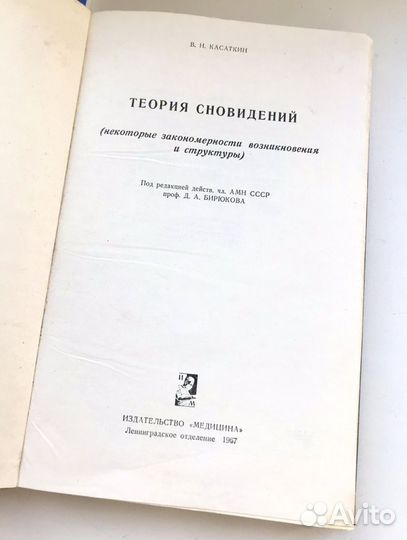 В. Н. КАСАТКИН
ТЕОРИЯ СНОВИДЕНИЙ
(некоторые закономерности возникновения
и структуры)
Под редакцией действ. чл. АМН СССР
проф. Д. А. БИРЮКОВА
ИЗДАТЕЛЬСТВО «МЕДИЦИНА»
Ленинградское отделение 1967
Avito